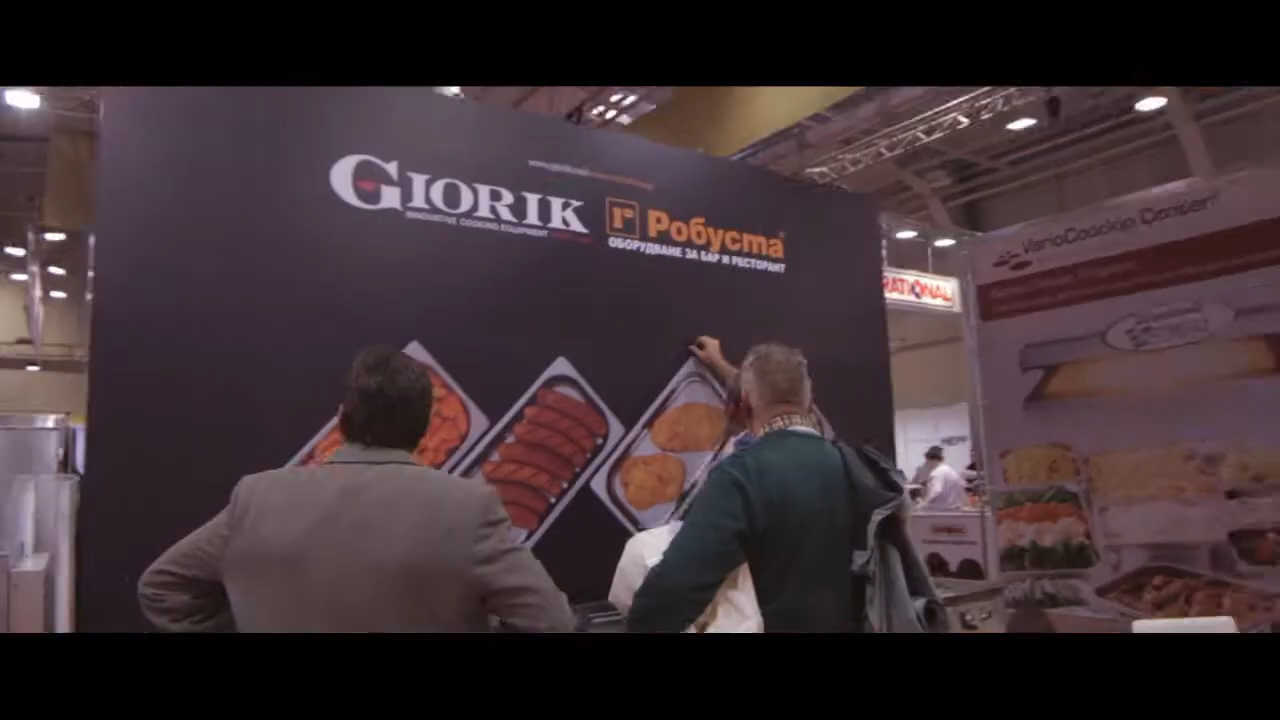 GIORIK
INNOVATIVE COOKING EQUIPMENT
r Робуста
ОБОРУДВАНЕ ЗА БАР И РЕСТОРАНТ
RATIONAL
VarioCooking Center